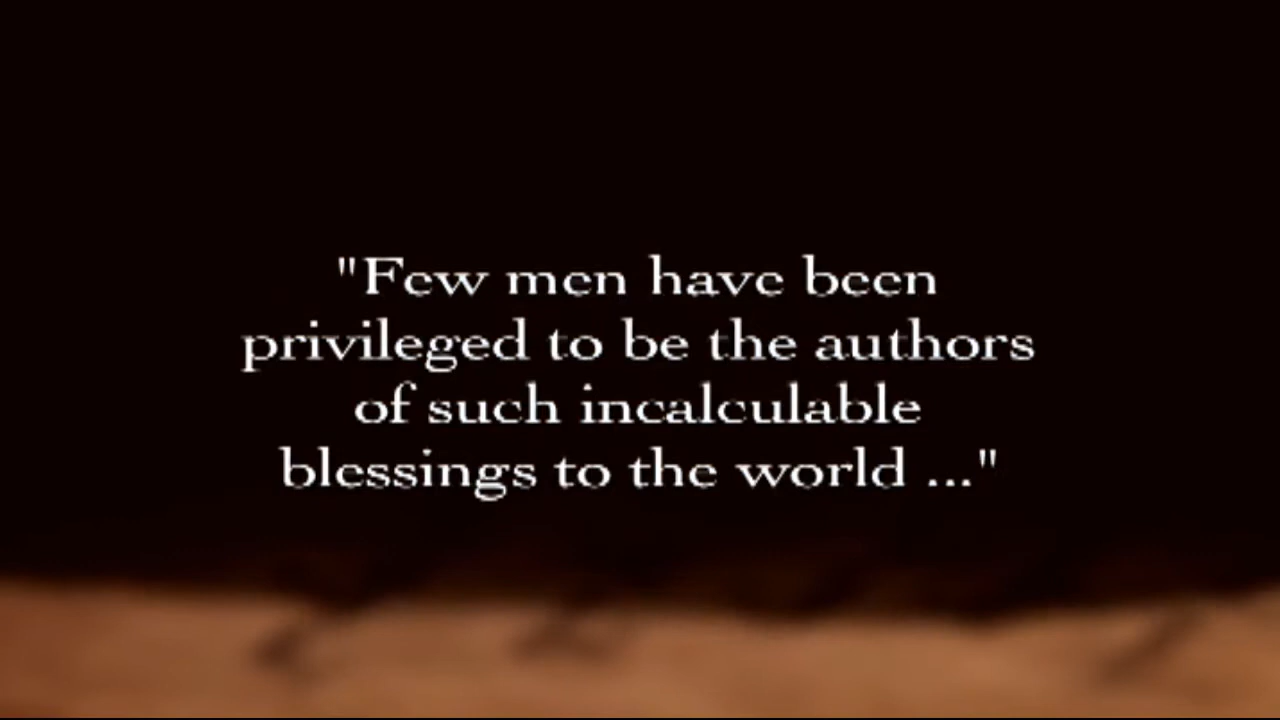 "Few men have been
privileged to be the authors
of such incalculable
blessings to the world ..."